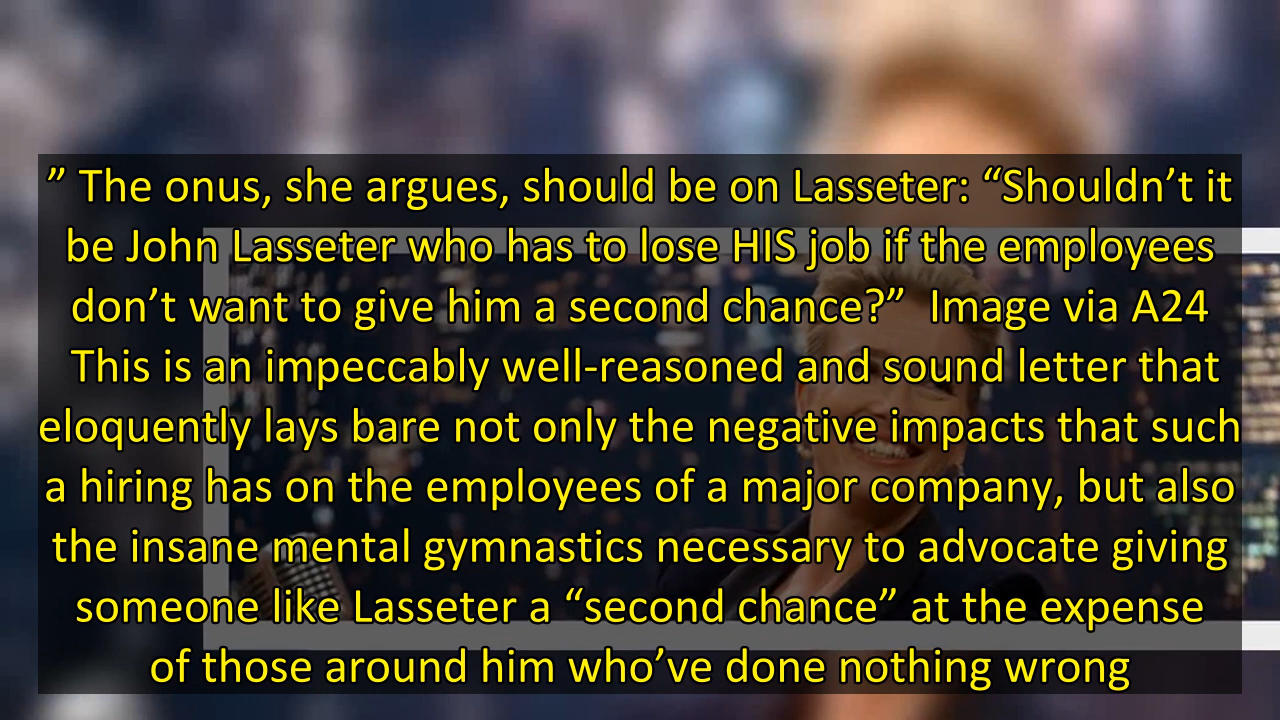 ” The onus, she argues, should be on Lasseter: “Shouldn’t it
be John Lasseter who has to lose HIS job if the employees
don’t want to give him a second chance?”  Image via A24
This is an impeccably well-reasoned and sound letter that
eloquently lays bare not only the negative impacts that such
a hiring has on the employees of a major company, but also
the insane mental gymnastics necessary to advocate giving
someone like Lasseter a “second chance” at the expense
of those around him who’ve done nothing wrong